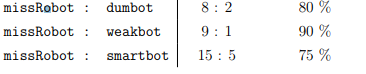 missRobot : dumbot 8 : 2 80 %
missRobot : weakbot 9 : 1 90 %
missRobot : smartbot 15 : 5 75 %